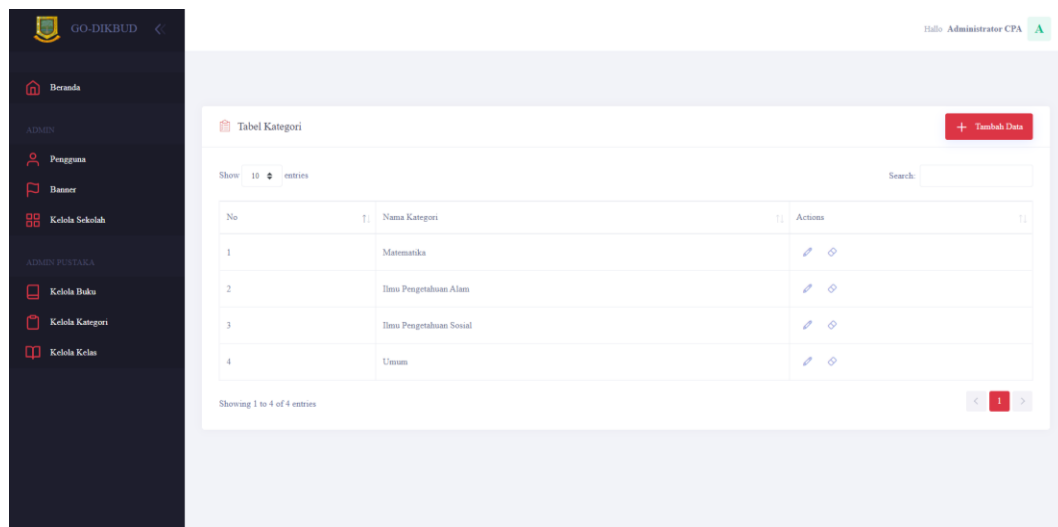 GO-DIKBUD
Hallo Administrator CPA A
Beranda
ADMIN
Pengguna
Banner
Kelola Sekolah
ADMIN PUSTAKA
Kelola Buku
Kelola Kategori
Kelola Kelas
Tabel Kategori
+ Tambah Data
Show 10 entries
Search:
No Nama Kategori Actions
1 Matematika
2 Ilmu Pengetahuan Alam
3 Ilmu Pengetahuan Sosial
4 Umum
Showing 1 to 4 of 4 entries
< 1 >